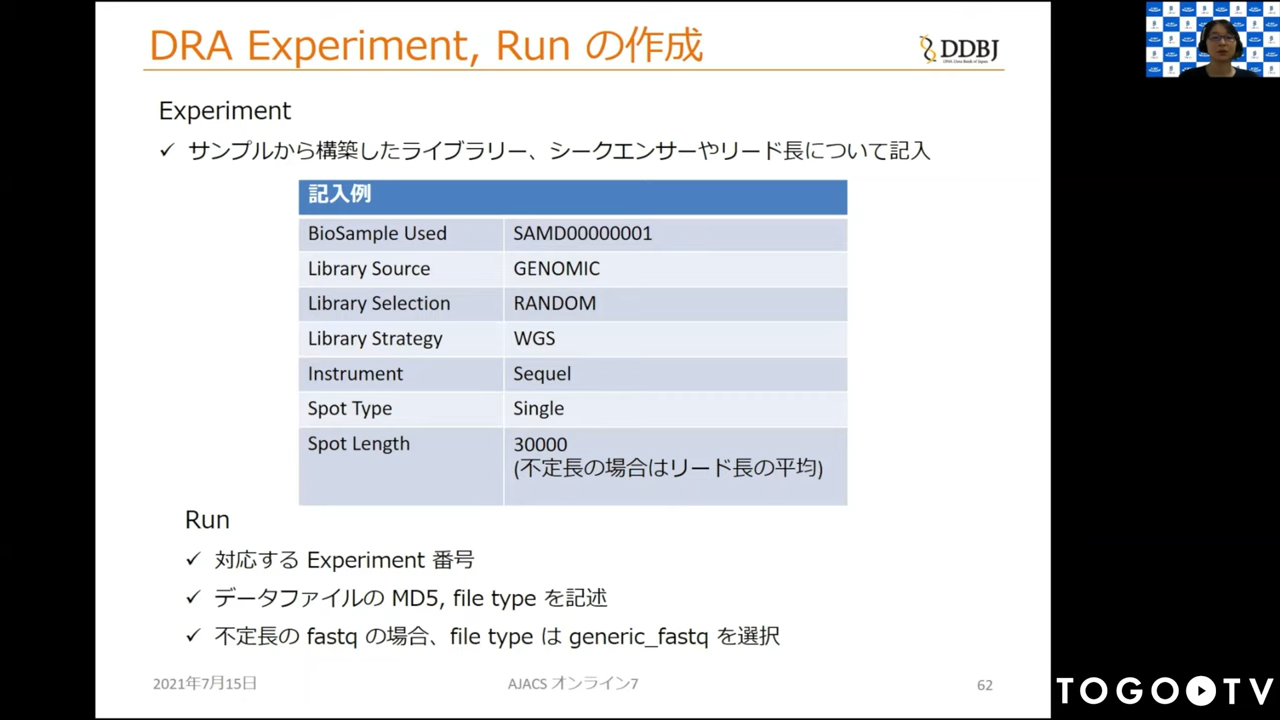 DRA Experiment, Run の作成
DDBJ
DNA Data Bank of Japan
Experiment
✓ サンプルから構築したライブラリー、シークエンサーやリード長について記入
記入例
BioSample Used SAMD00000001
Library Source GENOMIC
Library Selection RANDOM
Library Strategy WGS
Instrument Sequel
Spot Type Single
Spot Length 30000
(不定長の場合はリード長の平均)
Run
✓ 対応する Experiment 番号
✓ データファイルの MD5, file type を記述
✓ 不定長の fastq の場合、file type は generic_fastq を選択
2021年7月15日 AJACS オンライン7 62
TOGO TV